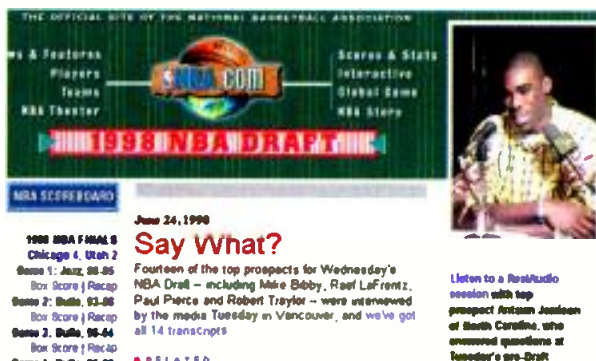 THE OFFICIAL SITE OF THE NATIONAL BASKETBALL ASSOCIATION
ws & Features
Players
Teams
NBA Theater
NBA.COM
Scores & Stats
Interactive
Global Game
NBA Store
1998 NBA DRAFT
NBA SCOREBOARD
1998 NBA FINALS
Chicago 4, Utah 2
Game 1: Jazz, 88-85
Box Score | Recap
Game 2: Bulls, 93-88
Box Score | Recap
Game 3, Bulls, 96-54
Box Score | Recap
June 24, 1998
Say What?
Fourteen of the top prospects for Wednesday's
NBA Draft -- including Mike Bibby, Raef LaFrentz,
Paul Pierce and Robert Traylor -- were interviewed
by the media Tuesday in Vancouver, and we've got
all 14 transcripts
RELATED
Listen to a RealAudio
session with top
prospect Antawn Jamison
of North Carolina, who
answered questions at
Tuesday's pre-Draft